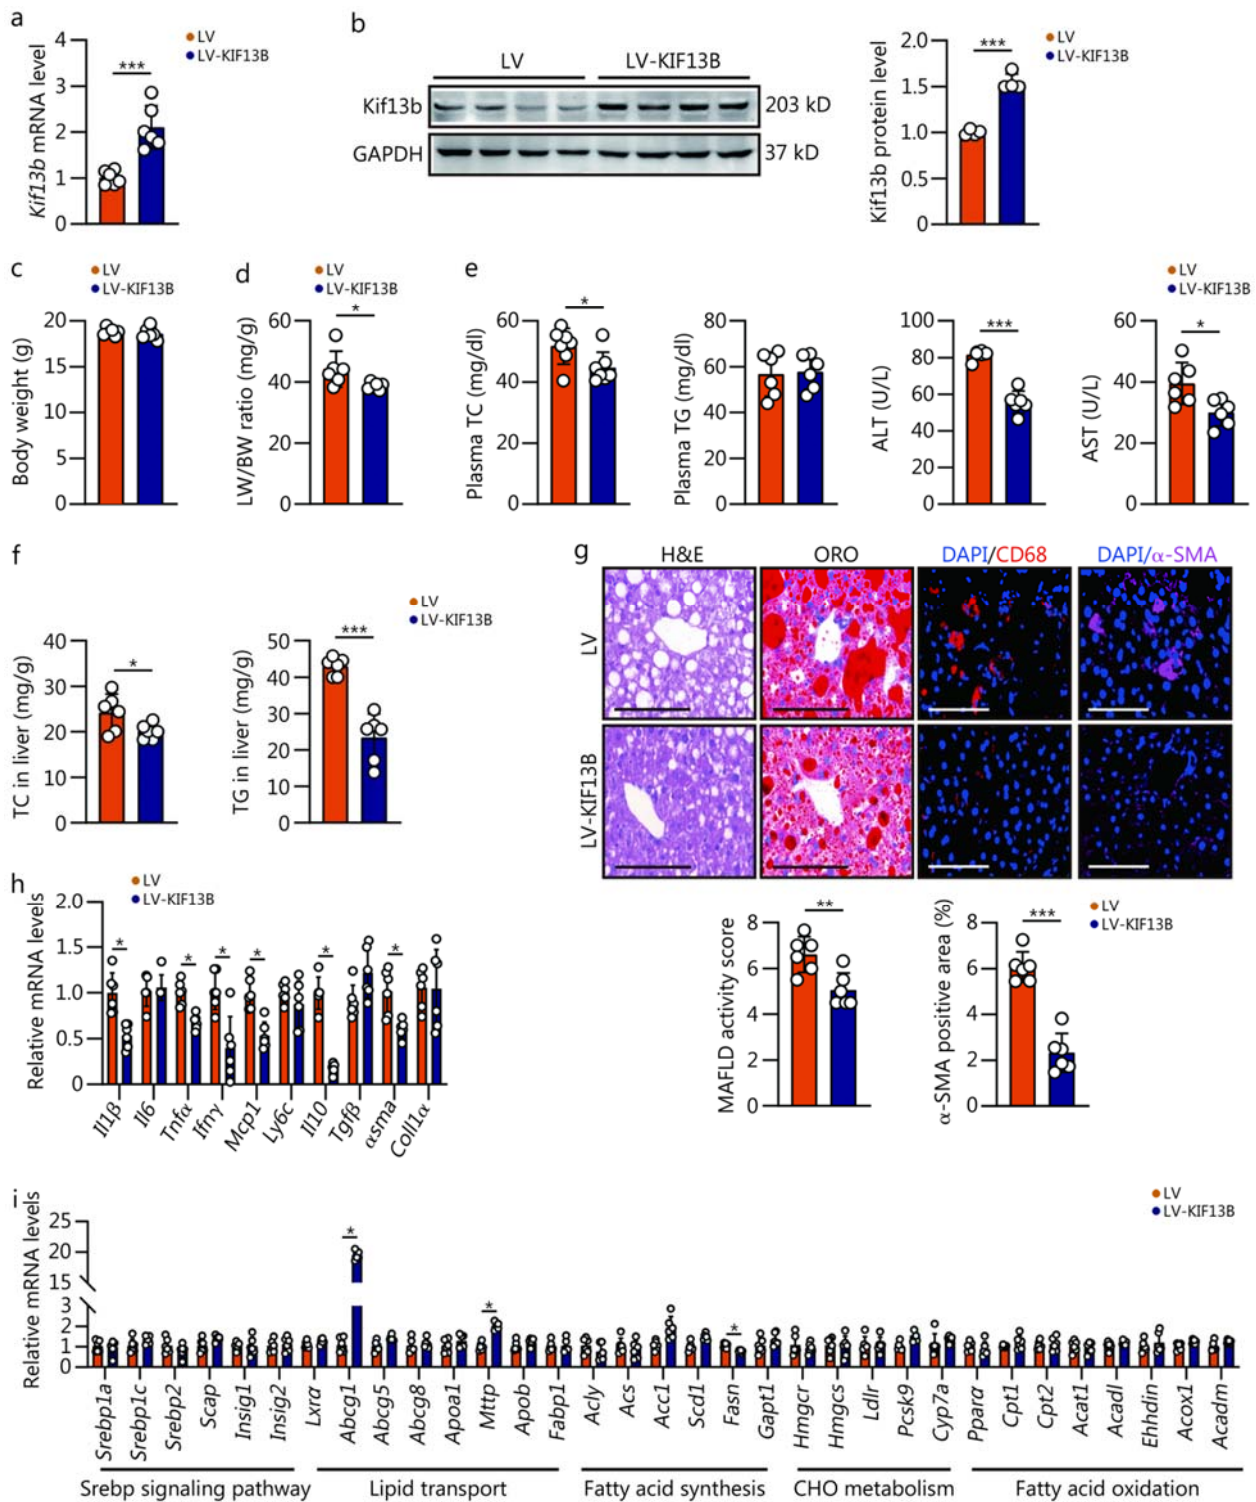 a
LV
LV-KIF13B
Kif13b mRNA level
4
3
2
1
0
***
b
LV
LV-KIF13B
Kif13b
203 kD
GAPDH
37 kD
LV
LV-KIF13B
Kif13b protein level
2.0
1.5
1.0
0.5
0
***
c
LV
LV-KIF13B
Body weight (g)
20
15
10
5
0
d
LV
LV-KIF13B
LW/BW ratio (mg/g)
60
40
20
0
*
e
Plasma TC (mg/dl)
60
40
20
0
*
Plasma TG (mg/dl)
80
60
40
20
0
ALT (U/L)
100
80
60
40
20
0
***
LV
LV-KIF13B
AST (U/L)
60
40
20
0
*
f
TC in liver (mg/g)
40
30
20
10
0
*
LV
LV-KIF13B
TG in liver (mg/g)
50
40
30
20
10
0
***
g
H&E
ORO
DAPI/CD68
DAPI/α-SMA
LV
LV-KIF13B
MAFLD activity score
8
6
4
2
0
**
LV
LV-KIF13B
α-SMA positive area (%)
8
6
4
2
0
***
h
LV
LV-KIF13B
Relative mRNA levels
2.0
1.5
1.0
0.5
0
* * * * * *
Il1β Il6 Tnfα Ifnγ Mcp1 Ly6c Il10 Tgfβ αsma Coll1α
i
LV
LV-KIF13B
Relative mRNA levels
25
20
15
3
2
1
0
* * *
Srebp1a Srebp1c Srebp2 Scap Insig1 Insig2 Lxrα Abcg1 Abcg5 Abcg8 Apoa1 Mttp Apob Fabp1 Acly Acs Acc1 Scd1 Fasn Gapt1 Hmgcr Hmgcs Ldlr Pcsk9 Cyp7a Pparα Cpt1 Cpt2 Acat1 Acadl Ehhdin Acox1 Acadm
Srebp signaling pathway Lipid transport Fatty acid synthesis CHO metabolism Fatty acid oxidation